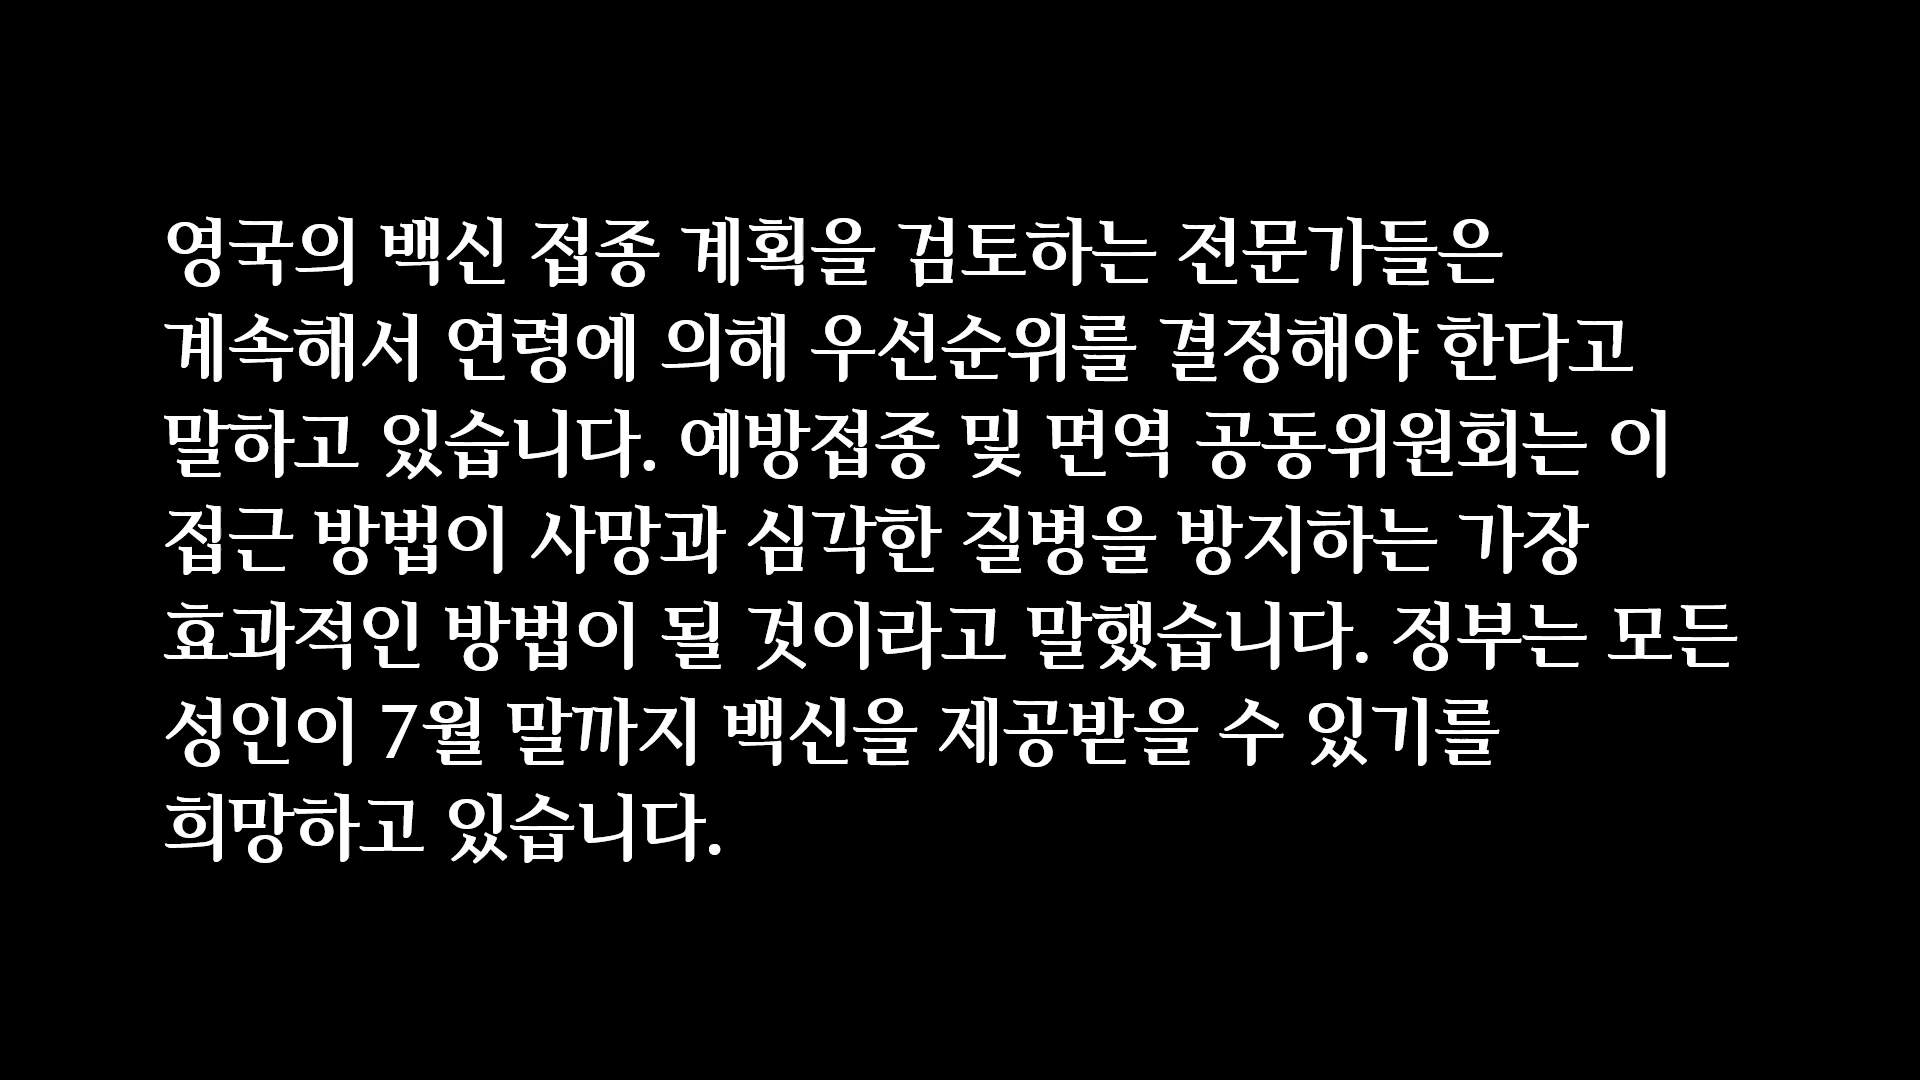 영국의 백신 접종 계획을 검토하는 전문가들은
계속해서 연령에 의해 우선순위를 결정해야 한다고
말하고 있습니다. 예방접종 및 면역 공동위원회는 이
접근 방법이 사망과 심각한 질병을 방지하는 가장
효과적인 방법이 될 것이라고 말했습니다. 정부는 모든
성인이 7월 말까지 백신을 제공받을 수 있기를
희망하고 있습니다.